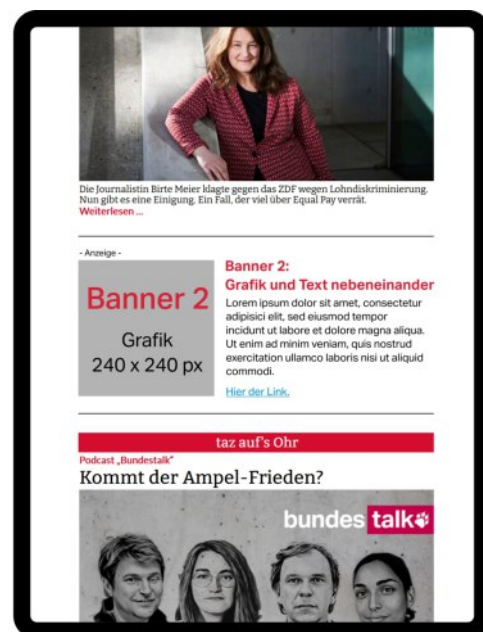 Die Journalistin Birte Meier klagte gegen das ZDF wegen Lohndiskriminierung.
Nun gibt es eine Einigung. Ein Fall, der viel über Equal Pay verrät.
Weiterlesen ...
- Anzeige -
Banner 2
Grafik
240 x 240 px
Banner 2:
Grafik und Text nebeneinander
Lorem ipsum dolor sit amet, consectetur
adipisici elit, sed eiusmod tempor
incidunt ut labore et dolore magna aliqua.
Ut enim ad minim veniam, quis nostrud
exercitation ullamco laboris nisi ut aliquid
commodi.
Hier der Link.
taz auf's Ohr
Podcast „Bundestalk“
Kommt der Ampel-Frieden?
bundes talk